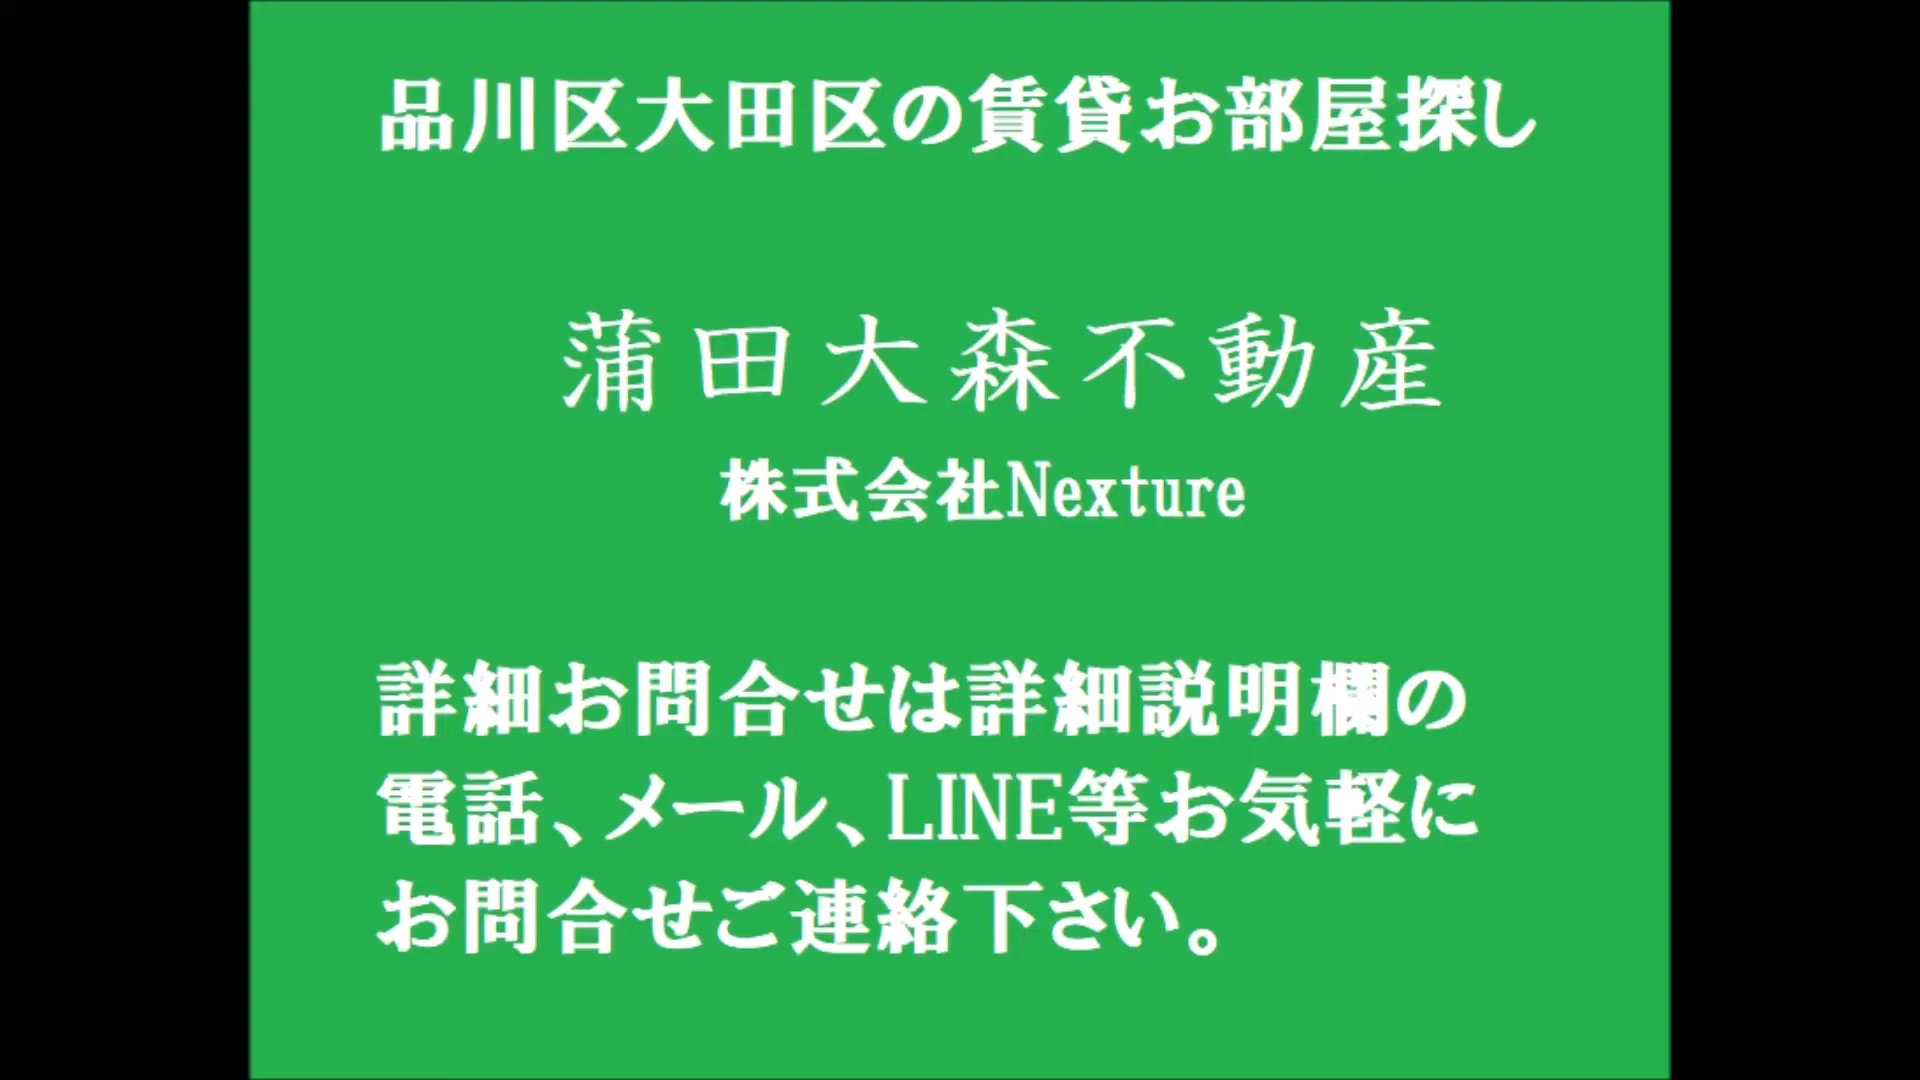 品川区大田区の賃貸お部屋探し
蒲田大森不動産
株式会社Nexture
詳細お問合せは詳細説明欄の
電話、メール、LINE等お気軽に
お問合せご連絡下さい。